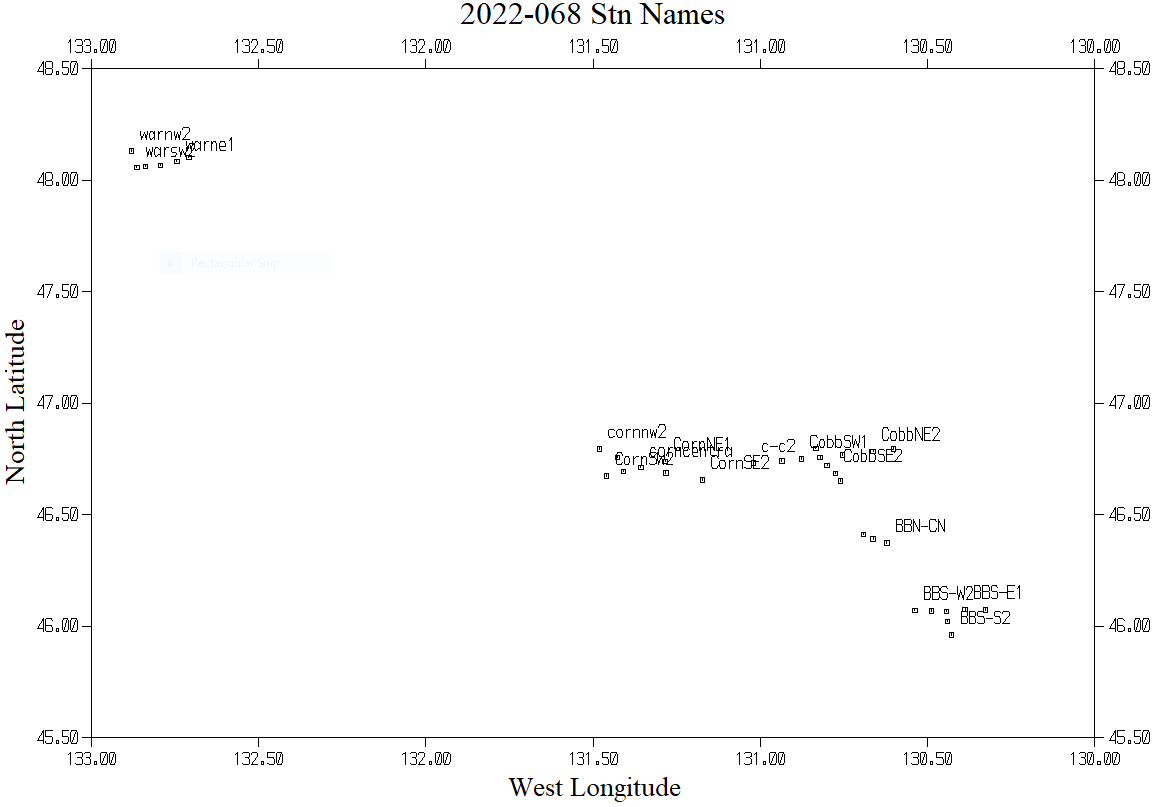 2022-068 Stn Names
133.00 132.50 132.00 131.50 131.00 130.50 130.00
48.50 48.50
warnw2
warne1
warsw2
48.00 48.00
Rectangular Snip
47.50 47.50
North Latitude
47.00 47.00
cornnw2 CobbNE2
CornNE1 c-c2 CobbSW1
corncentra
CornSW2 CornSE2 CobbSE2
46.50 46.50
BBN-CN
BBS-W2 BBS-E1
46.00 46.00
BBS-S2
45.50 45.50
133.00 132.50 132.00 131.50 131.00 130.50 130.00
West Longitude